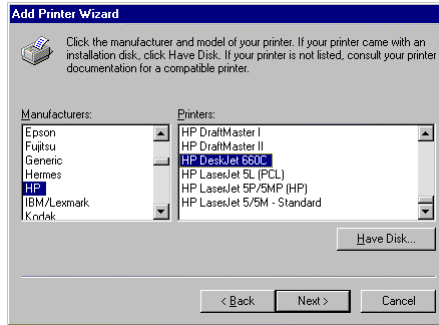 Add Printer Wizard
Click the manufacturer and model of your printer. If your printer came with an
installation disk, click Have Disk. If your printer is not listed, consult your printer
documentation for a compatible printer.
Manufacturers:
Epson
Fujitsu
Generic
Hermes
HP
IBM/Lexmark
Kodak
Printers:
HP DraftMaster I
HP DraftMaster II
HP DeskJet 660C
HP LaserJet 5L (PCL)
HP LaserJet 5P/5MP (HP)
HP LaserJet 5/5M - Standard
Have Disk...
< Back
Next >
Cancel